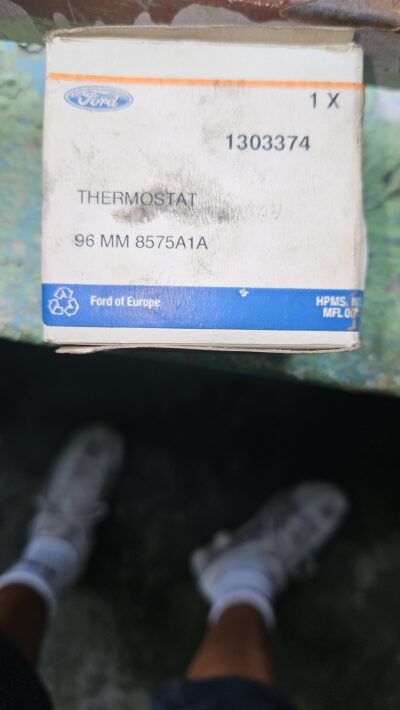 Ford
1 X
1303374
THERMOSTAT
96 MM 8575A1A
Ford of Europe
HPMS.
MFL